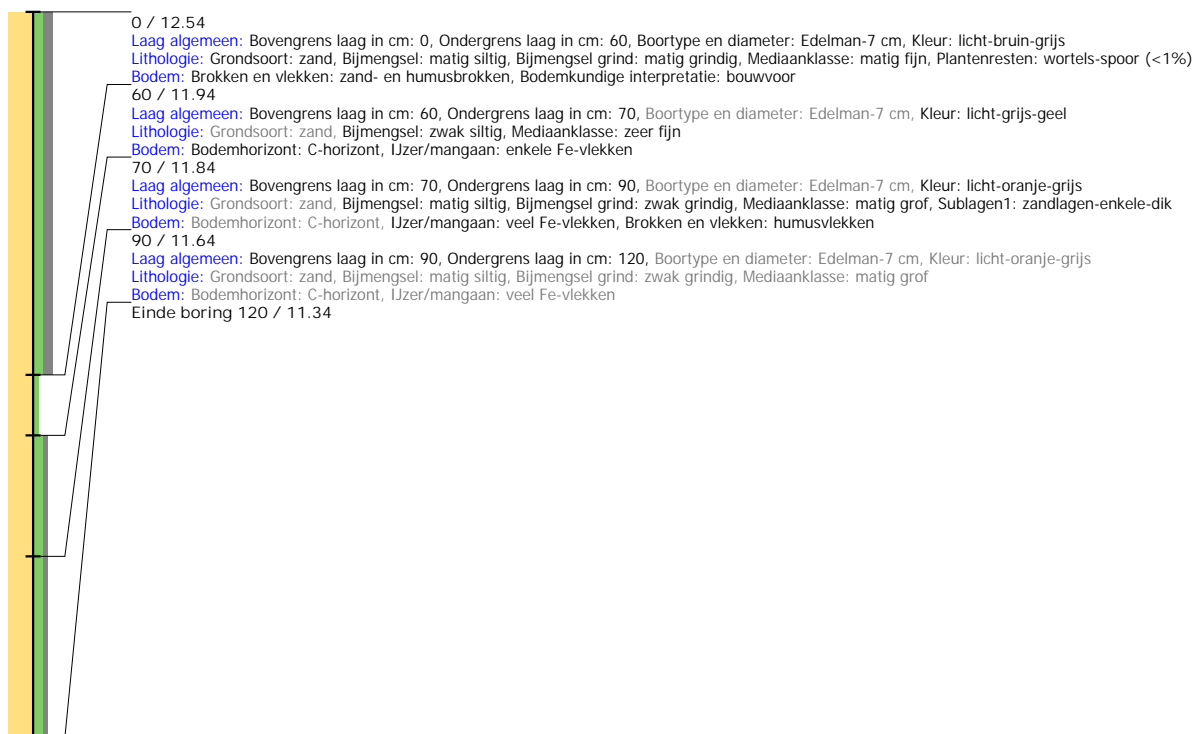 0 / 12.54
Laag algemeen: Bovengrens laag in cm: 0, Ondergrens laag in cm: 60, Boortype en diameter: Edelman-7 cm, Kleur: licht-bruin-grijs
Lithologie: Grondsoort: zand, Bijmengsel: matig siltig, Bijmengsel grind: matig grindig, Mediaanklasse: matig fijn, Plantenresten: wortels-spoor (<1%)
Bodem: Brokken en vlekken: zand- en humusbrokken, Bodemkundige interpretatie: bouwvoor
60 / 11.94
Laag algemeen: Bovengrens laag in cm: 60, Ondergrens laag in cm: 70, Boortype en diameter: Edelman-7 cm, Kleur: licht-grijs-geel
Lithologie: Grondsoort: zand, Bijmengsel: zwak siltig, Mediaanklasse: zeer fijn
Bodem: Bodemhorizont: C-horizont, IJzer/mangaan: enkele Fe-vlekken
70 / 11.84
Laag algemeen: Bovengrens laag in cm: 70, Ondergrens laag in cm: 90, Boortype en diameter: Edelman-7 cm, Kleur: licht-oranje-grijs
Lithologie: Grondsoort: zand, Bijmengsel: matig siltig, Bijmengsel grind: zwak grindig, Mediaanklasse: matig grof, Sublagen1: zandlagen-enkele-dik
Bodem: Bodemhorizont: C-horizont, IJzer/mangaan: veel Fe-vlekken, Brokken en vlekken: humusvlekken
90 / 11.64
Laag algemeen: Bovengrens laag in cm: 90, Ondergrens laag in cm: 120, Boortype en diameter: Edelman-7 cm, Kleur: licht-oranje-grijs
Lithologie: Grondsoort: zand, Bijmengsel: matig siltig, Bijmengsel grind: zwak grindig, Mediaanklasse: matig grof
Bodem: Bodemhorizont: C-horizont, IJzer/mangaan: veel Fe-vlekken
Einde boring 120 / 11.34